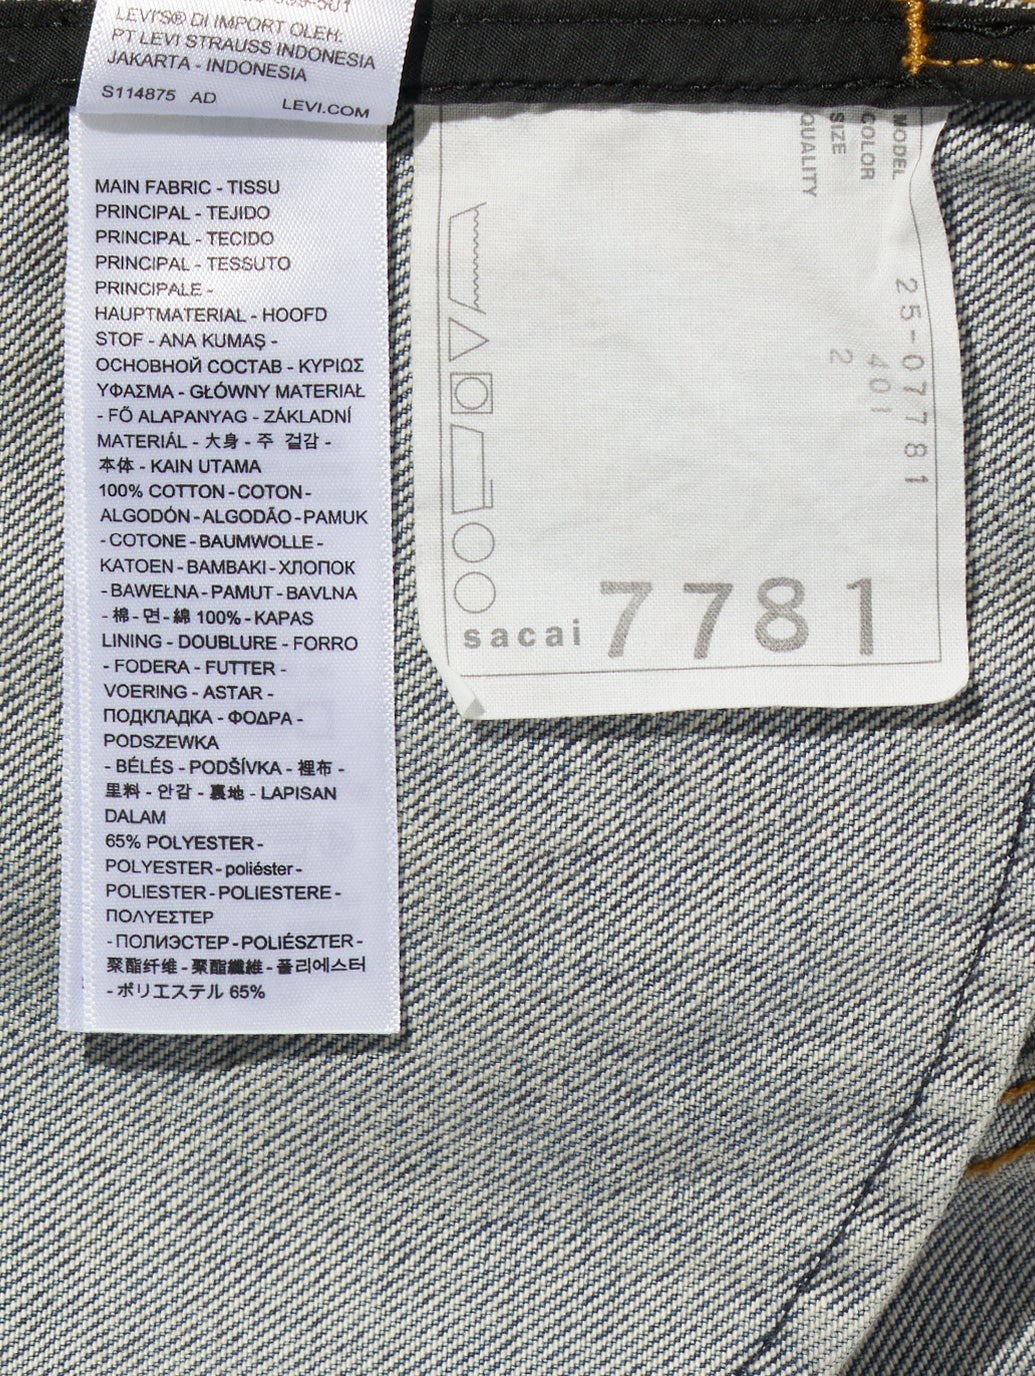 LEVI'S® DI IMPORT OLEH:
PT LEVI STRAUSS INDONESIA
JAKARTA - INDONESIA
S114875 AD LEVI.COM
MAIN FABRIC - TISSU
PRINCIPAL - TEJIDO
PRINCIPAL - TECIDO
PRINCIPAL - TESSUTO
PRINCIPALE -
HAUPTMATERIAL - HOOFD
STOF - ANA KUMAŞ -
ОСНОВНОЙ СОСТАВ - ΚΥΡΙΩΣ
ΥΦΑΣΜΑ - GŁÓWNY MATERIAŁ
- FŐ ALAPANYAG - ZÁKLADNÍ
MATERIÁL - 大身 - 주 겉감 -
本体 - KAIN UTAMA
100% COTTON - COTON -
ALGODÓN - ALGODÃO - PAMUK
- COTONE - BAUMWOLLE -
KATOEN - BAMBAKI - ХЛОПОК
- BAWEŁNA - PAMUT - BAVLNA
- 棉 - 면 - 綿 100% - KAPAS
LINING - DOUBLURE - FORRO
- FODERA - FUTTER -
VOERING - ASTAR -
ПОДКЛАДКА - ΦΟΔΡΑ -
PODSZEWKA
- BÉLÉS - PODŠÍVKA - 裡布 -
里料 - 안감 - 裏地 - LAPISAN
DALAM
65% POLYESTER -
POLYESTER - poliéster -
POLIESTER - POLIESTERE -
ΠΟΛΥΕΣΤΕΡ
- ПОЛИЭСТЕР - POLIÉSZTER -
聚酯纤维 - 聚酯纖維 - 폴리에스터
- ポリエステル 65%
MODEL 25-07781
COLOR 401
SIZE 2
QUALITY
sacai 7781